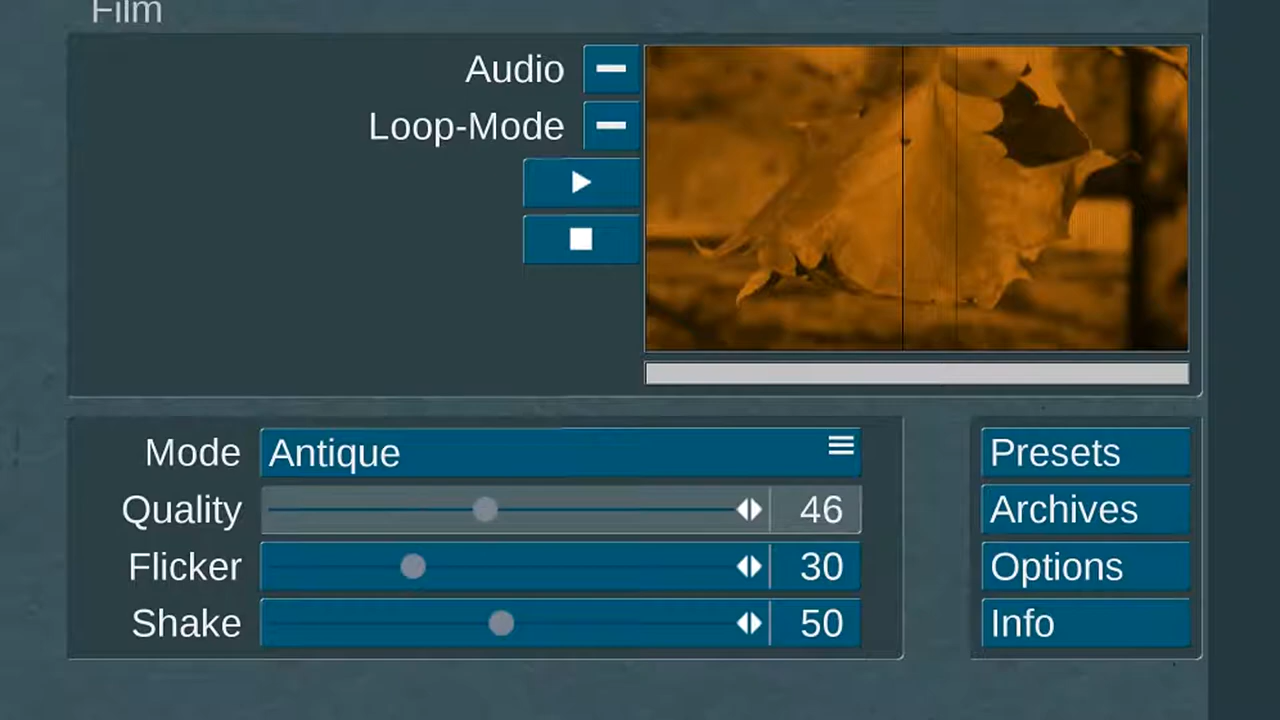 Film
Audio
Loop-Mode
Mode Antique
Quality 46
Flicker 30
Shake 50
Presets
Archives
Options
Info